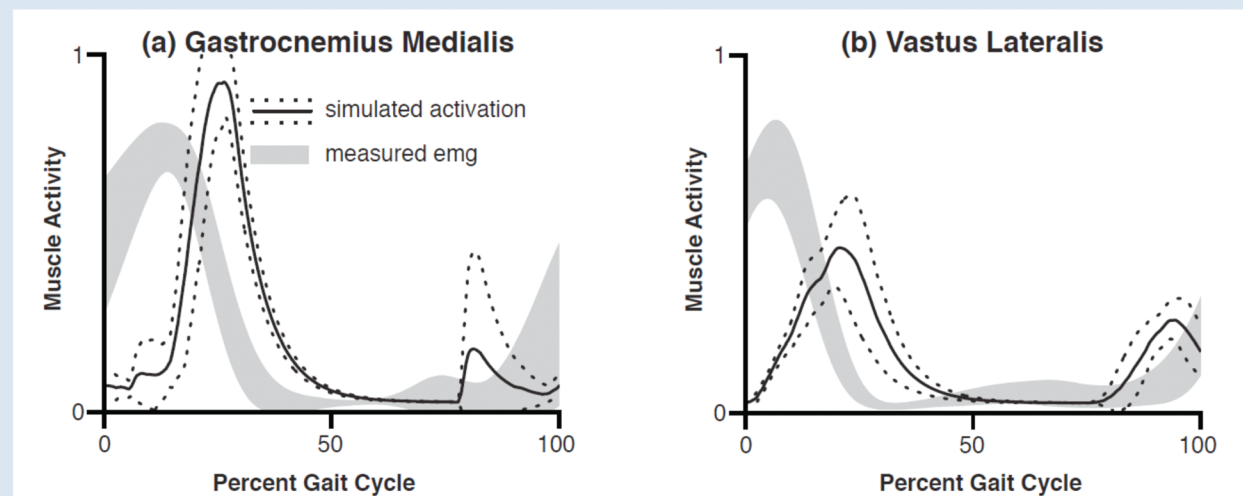 (a) Gastrocnemius Medialis
1
simulated activation
measured emg
Muscle Activity
0
0 50 100
Percent Gait Cycle
(b) Vastus Lateralis
1
Muscle Activity
0
0 50 100
Percent Gait Cycle